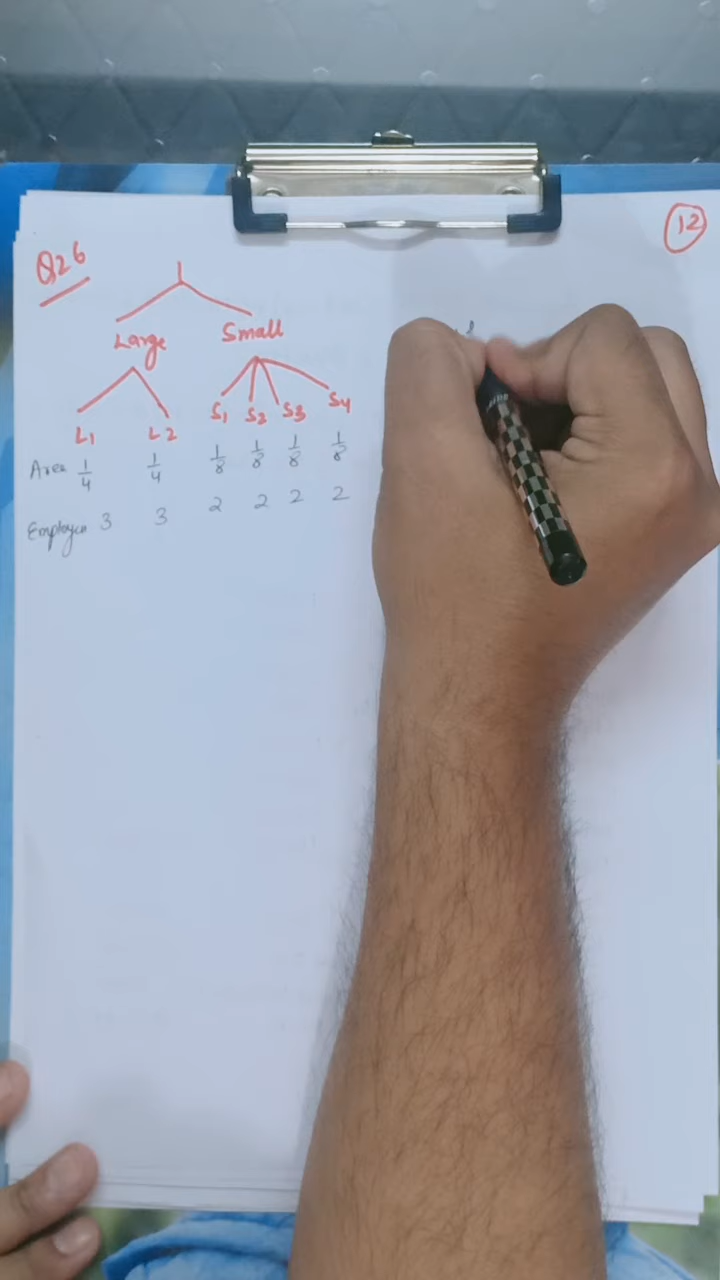 Q26
12
Large Small
L1 L2 S1 S2 S3 S4
Area 1/4 1/4 1/8 1/8 1/8 1/8
Employee 3 3 2 2 2 2